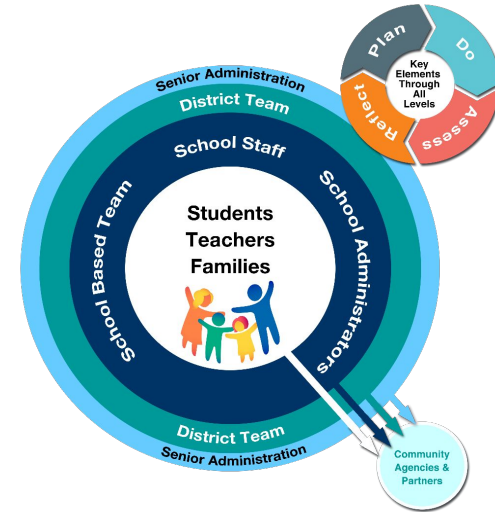 Plan
Do
Assess
Reflect
Key
Elements
Through
All
Levels
Senior Administration
District Team
School Staff
School Based Team
School Administrators
Students
Teachers
Families
District Team
Senior Administration
Community
Agencies &
Partners